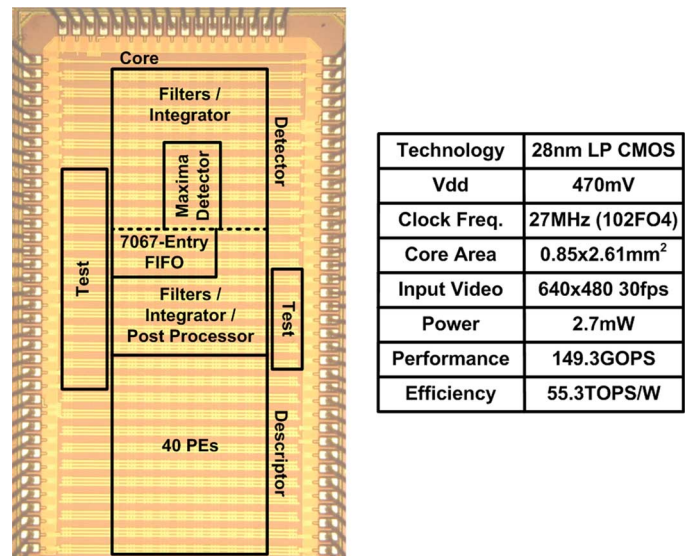 Core
Filters /
Integrator
Detector
Maxima
Detector
7067-Entry
FIFO
Test
Filters /
Integrator /
Post Processor
Test
40 PEs
Descriptor
Technology 28nm LP CMOS
Vdd 470mV
Clock Freq. 27MHz (102FO4)
Core Area 0.85x2.61mm²
Input Video 640x480 30fps
Power 2.7mW
Performance 149.3GOPS
Efficiency 55.3TOPS/W